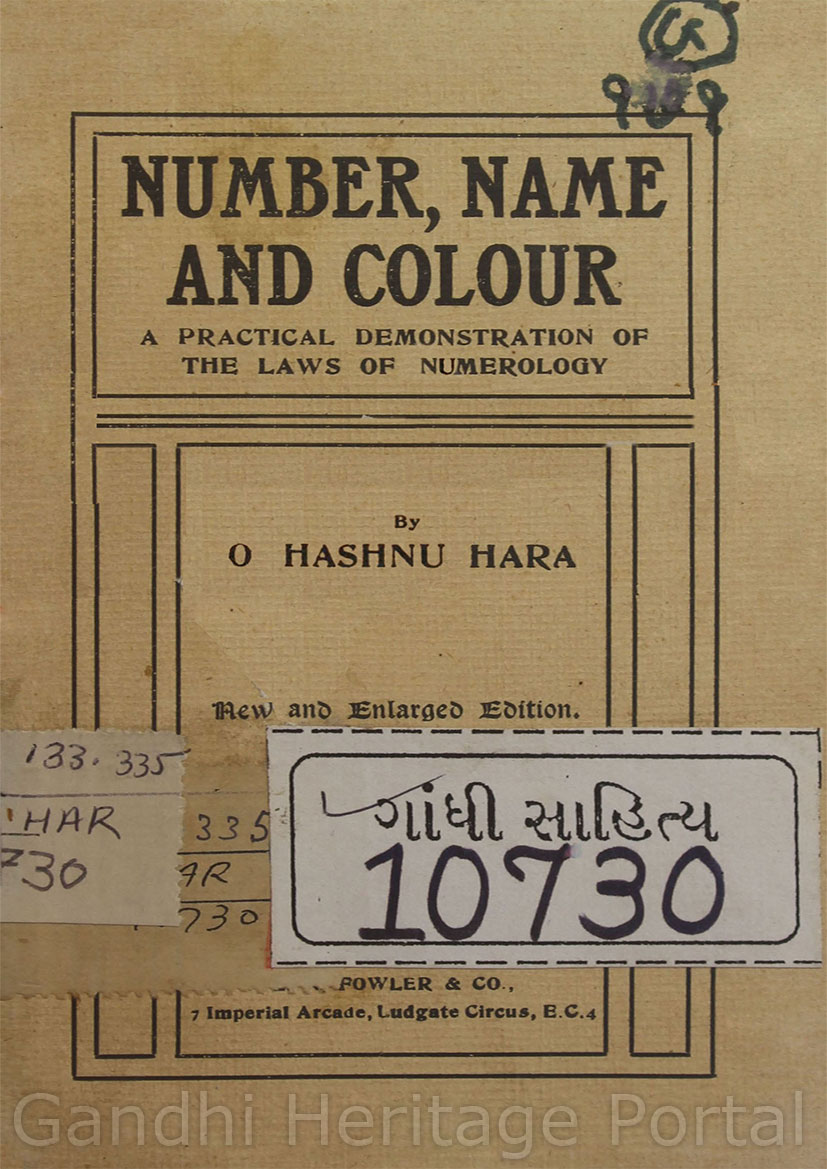 NUMBER, NAME
AND COLOUR
A PRACTICAL DEMONSTRATION OF
THE LAWS OF NUMEROLOGY
By
O HASHNU HARA
New and Enlarged Edition.
133.335
HAR
730
335
AR
730
ગાંધી સાહિત્ય
10730
FOWLER & CO.,
7 Imperial Arcade, Ludgate Circus, E.C.4
Gandhi Heritage Portal